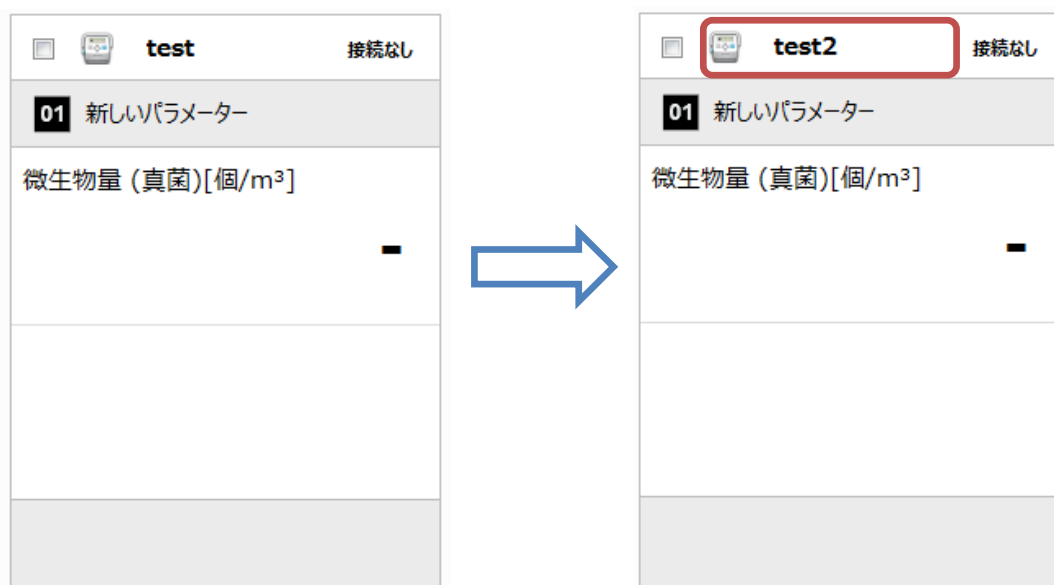 test 接続なし
01 新しいパラメーター
微生物量 (真菌)[個/m³]
-
test2 接続なし
01 新しいパラメーター
微生物量 (真菌)[個/m³]
-